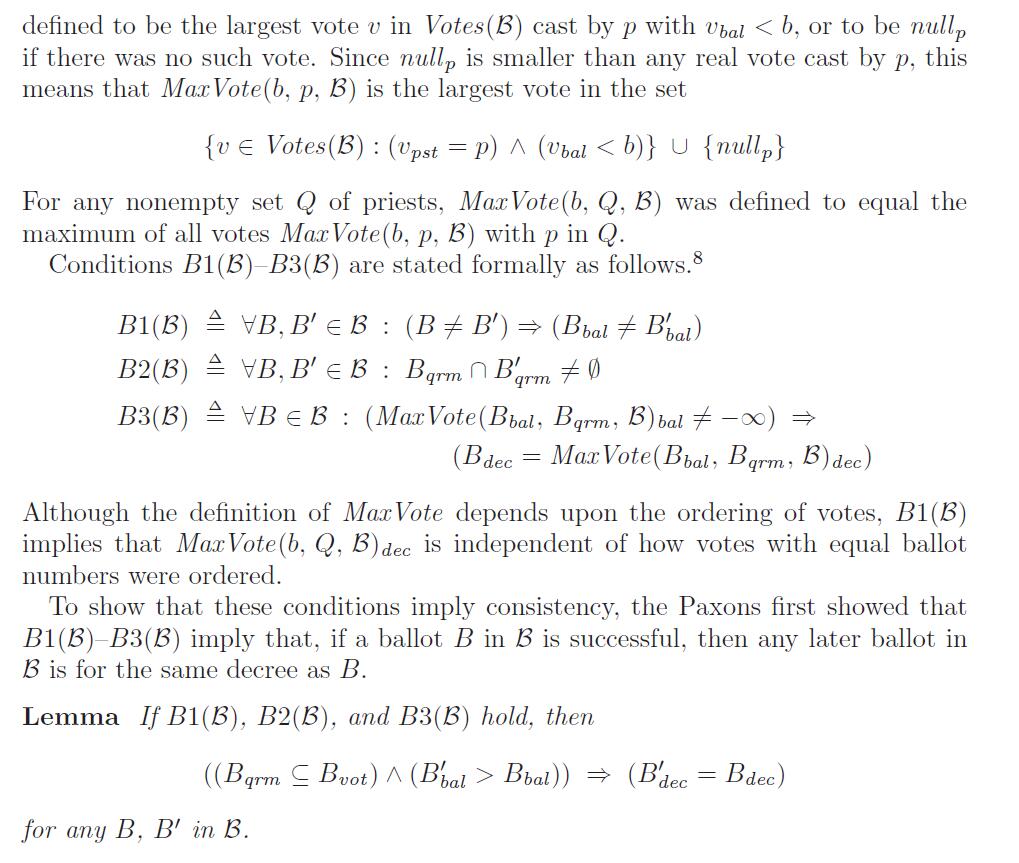 defined to be the largest vote v in Votes(ℬ) cast by p with v_bal < b, or to be null_p
if there was no such vote. Since null_p is smaller than any real vote cast by p, this
means that MaxVote(b, p, ℬ) is the largest vote in the set
{v ∈ Votes(ℬ) : (v_pst = p) ∧ (v_bal < b)} ∪ {null_p}
For any nonempty set Q of priests, MaxVote(b, Q, ℬ) was defined to equal the
maximum of all votes MaxVote(b, p, ℬ) with p in Q.
Conditions B1(ℬ)–B3(ℬ) are stated formally as follows.⁸
B1(ℬ) ≜ ∀B, B′ ∈ ℬ : (B ≠ B′) ⇒ (B_bal ≠ B′_bal)
B2(ℬ) ≜ ∀B, B′ ∈ ℬ : B_qrm ∩ B′_qrm ≠ ∅
B3(ℬ) ≜ ∀B ∈ ℬ : (MaxVote(B_bal, B_qrm, ℬ)_bal ≠ −∞) ⇒
(B_dec = MaxVote(B_bal, B_qrm, ℬ)_dec)
Although the definition of MaxVote depends upon the ordering of votes, B1(ℬ)
implies that MaxVote(b, Q, ℬ)_dec is independent of how votes with equal ballot
numbers were ordered.
To show that these conditions imply consistency, the Paxons first showed that
B1(ℬ)–B3(ℬ) imply that, if a ballot B in ℬ is successful, then any later ballot in
ℬ is for the same decree as B.
Lemma If B1(ℬ), B2(ℬ), and B3(ℬ) hold, then
((B_qrm ⊆ B_vot) ∧ (B′_bal > B_bal)) ⇒ (B′_dec = B_dec)
for any B, B′ in ℬ.